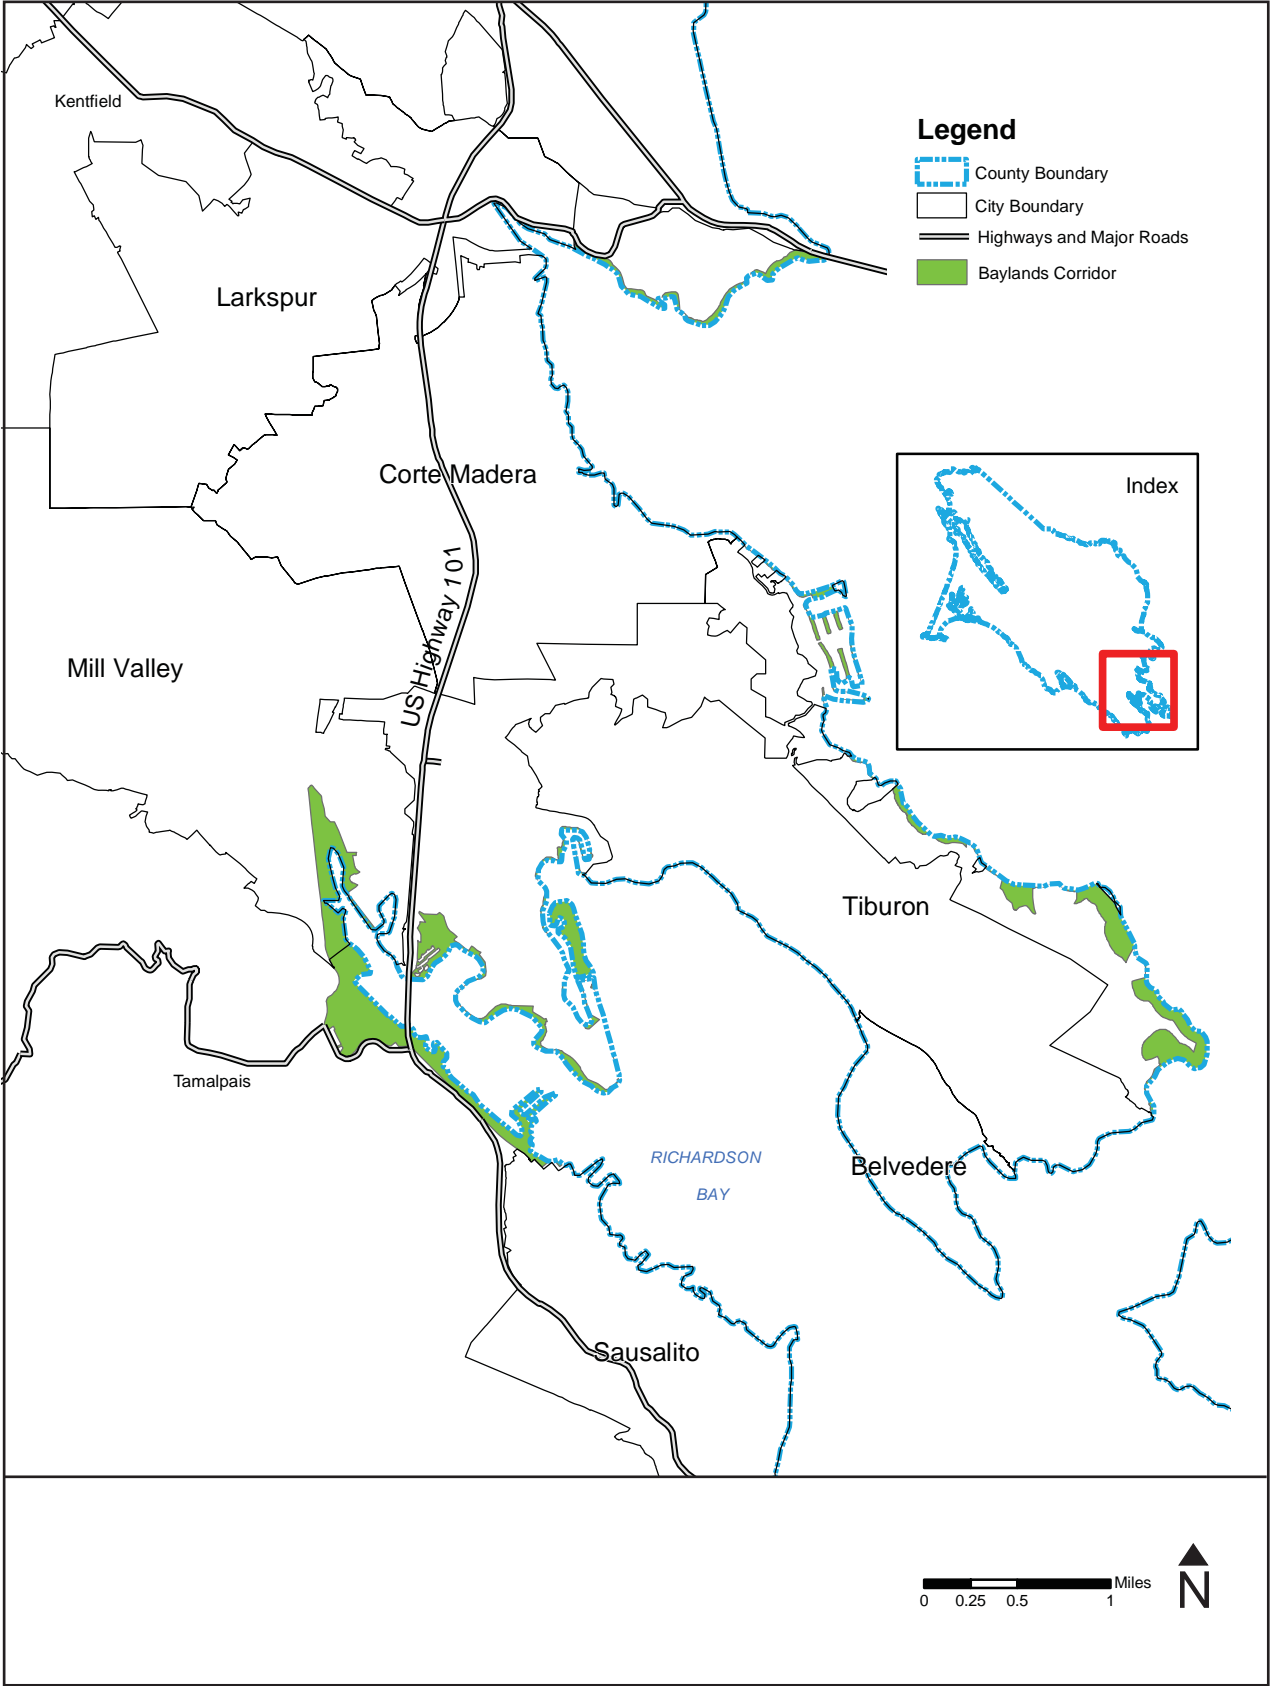 Kentfield
Legend
County Boundary
City Boundary
Highways and Major Roads
Baylands Corridor
Larkspur
Corte Madera
Index
US Highway 101
Mill Valley
Tiburon
Tamalpais
RICHARDSON
BAY
Belvedere
Sausalito
Miles
0 0.25 0.5 1
N